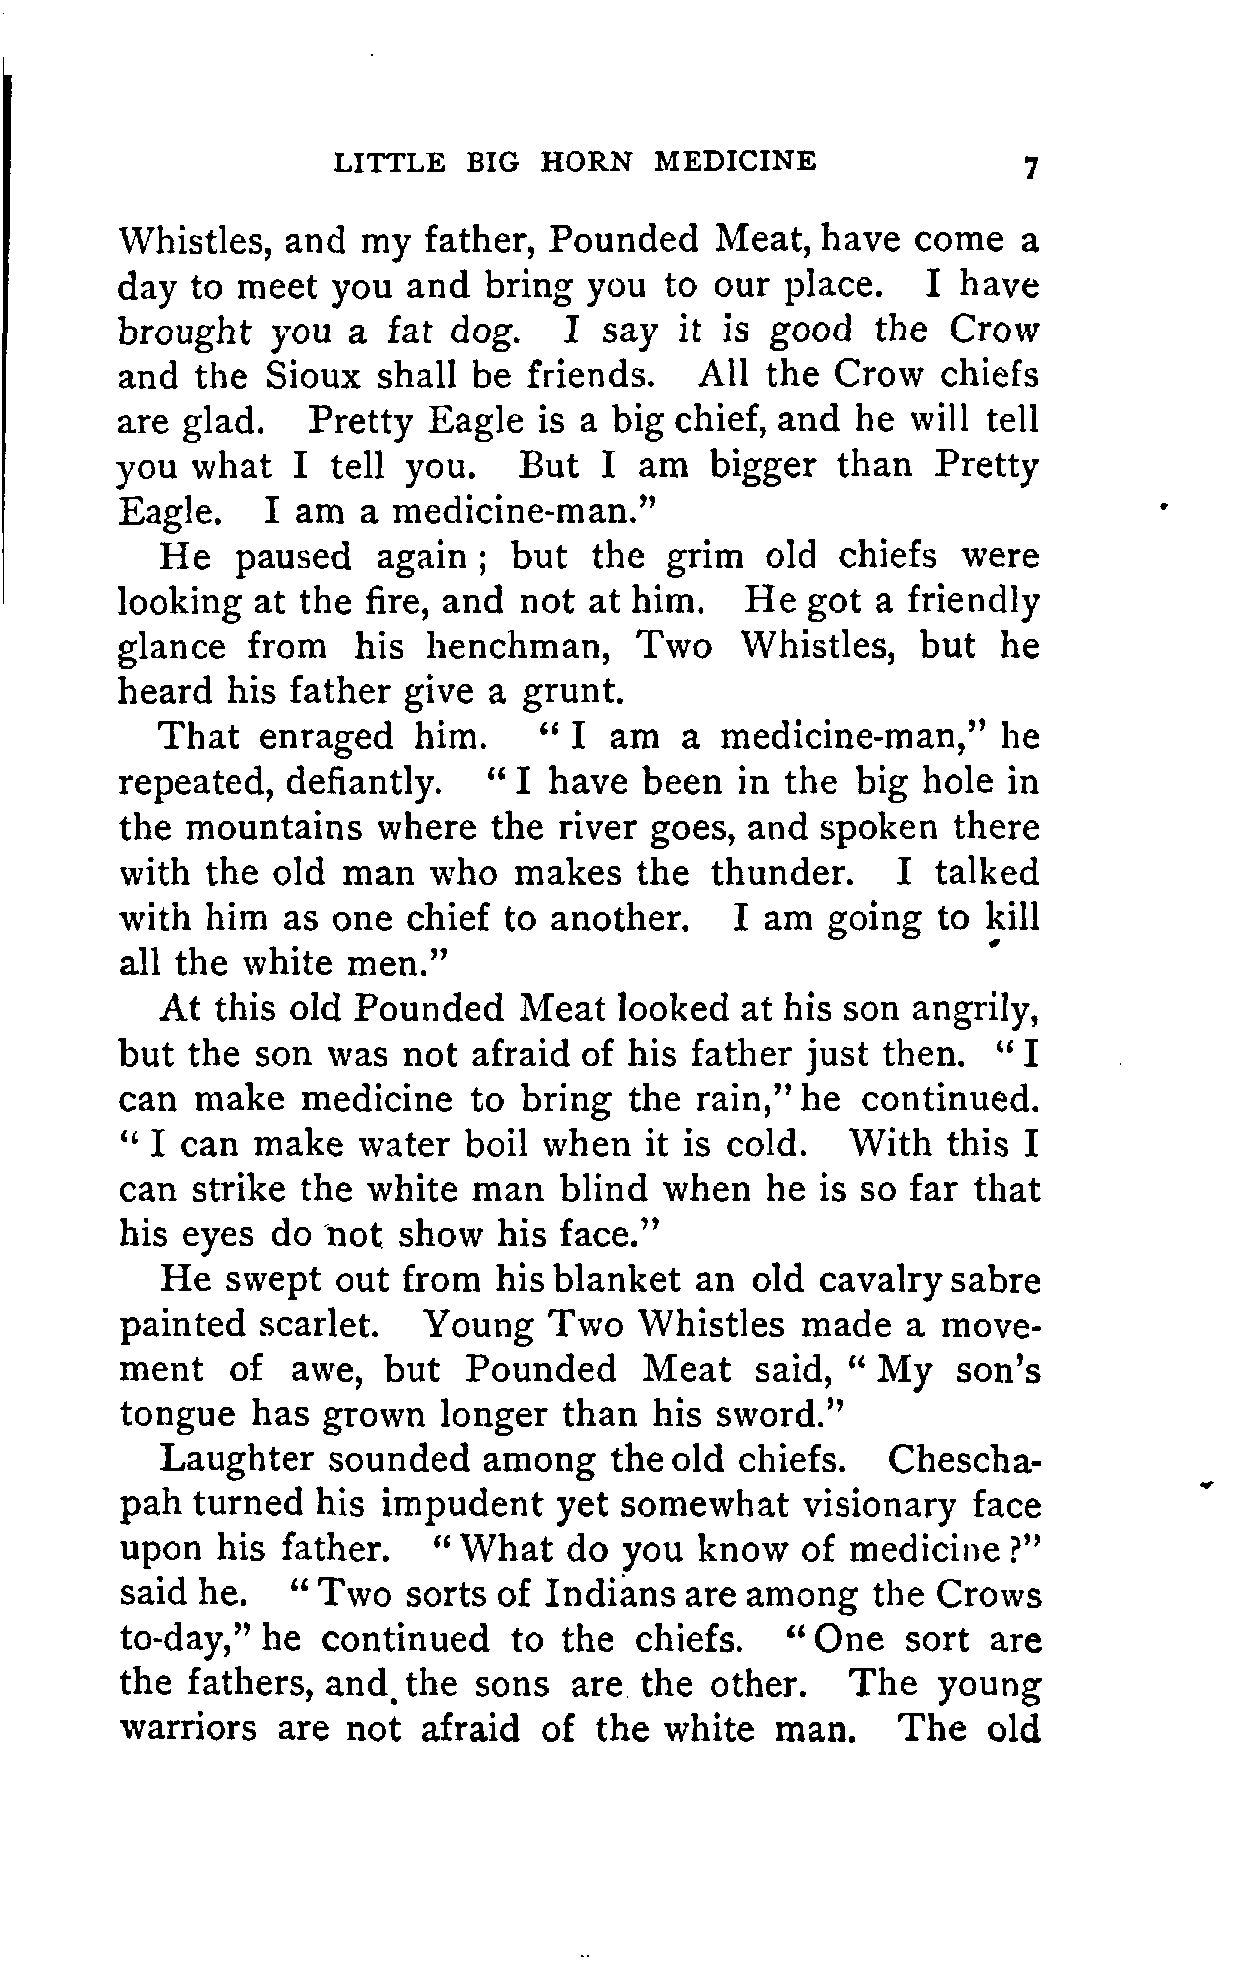 LITTLE BIG HORN MEDICINE 7
Whistles, and my father, Pounded Meat, have come a
day to meet you and bring you to our place. I have
brought you a fat dog. I say it is good the Crow
and the Sioux shall be friends. All the Crow chiefs
are glad. Pretty Eagle is a big chief, and he will tell
you what I tell you. But I am bigger than Pretty
Eagle. I am a medicine-man."
He paused again ; but the grim old chiefs were
looking at the fire, and not at him. He got a friendly
glance from his henchman, Two Whistles, but he
heard his father give a grunt.
That enraged him. " I am a medicine-man," he
repeated, defiantly. " I have been in the big hole in
the mountains where the river goes, and spoken there
with the old man who makes the thunder. I talked
with him as one chief to another. I am going to kill
all the white men."
At this old Pounded Meat looked at his son angrily,
but the son was not afraid of his father just then. " I
can make medicine to bring the rain," he continued.
" I can make water boil when it is cold. With this I
can strike the white man blind when he is so far that
his eyes do not show his face."
He swept out from his blanket an old cavalry sabre
painted scarlet. Young Two Whistles made a move-
ment of awe, but Pounded Meat said, " My son's
tongue has grown longer than his sword."
Laughter sounded among the old chiefs. Chescha-
pah turned his impudent yet somewhat visionary face
upon his father. " What do you know of medicine ?"
said he. " Two sorts of Indians are among the Crows
to-day," he continued to the chiefs. " One sort are
the fathers, and the sons are the other. The young
warriors are not afraid of the white man. The old